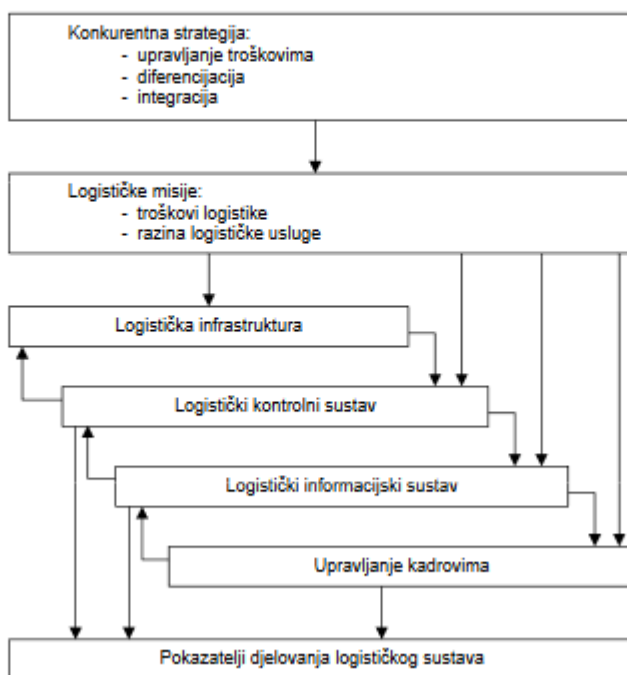 Konkurentna strategija:
- upravljanje troškovima
- diferencijacija
- integracija
Logističke misije:
- troškovi logistike
- razina logističke usluge
Logistička infrastruktura
Logistički kontrolni sustav
Logistički informacijski sustav
Upravljanje kadrovima
Pokazatelji djelovanja logističkog sustava